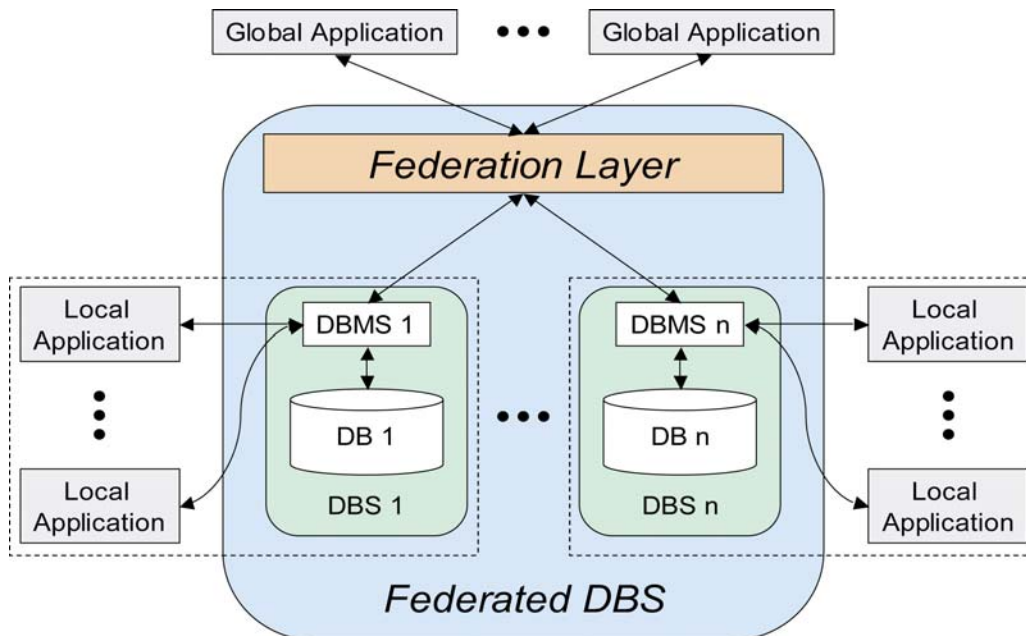 Global Application
Global Application
Federation Layer
Local
Application
DBMS 1
DBMS n
Local
Application
DB 1
DB n
Local
Application
DBS 1
DBS n
Local
Application
Federated DBS